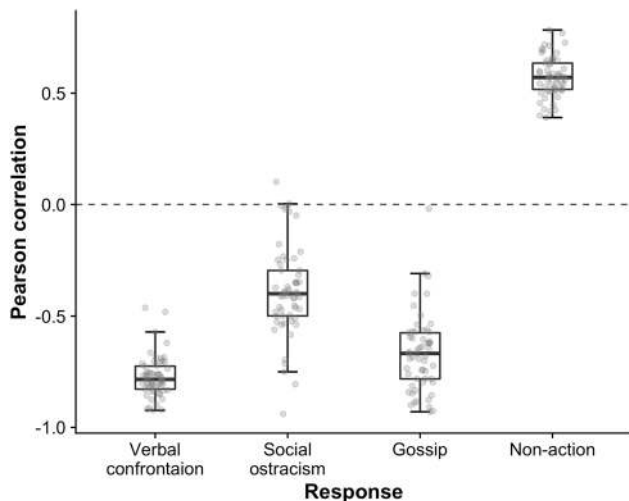 Pearson correlation
0.5
0.0
-0.5
-1.0
Verbal
confrontaion
Social
ostracism
Gossip
Non-action
Response